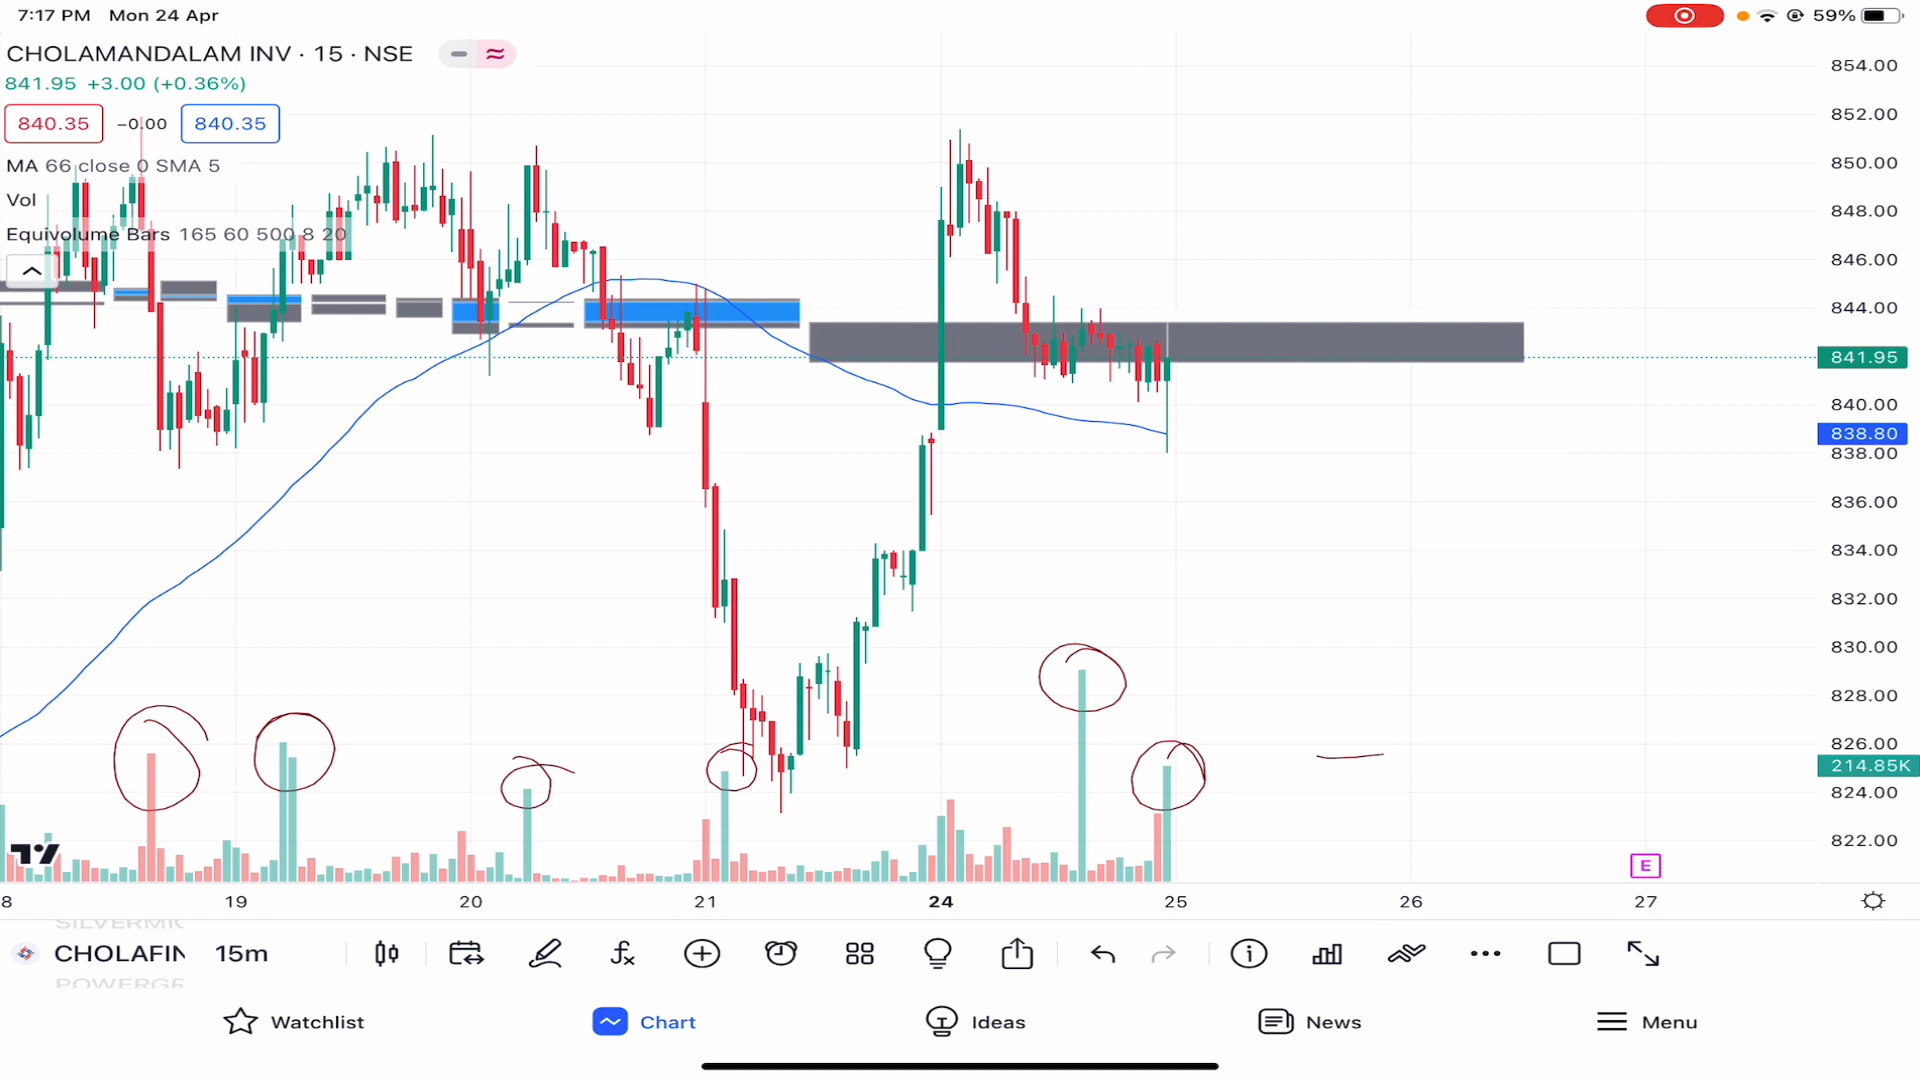 7:17 PM Mon 24 Apr
59%
CHOLAMANDALAM INV · 15 · NSE
841.95 +3.00 (+0.36%)
840.35 −0.00 840.35
MA 66 close 0 SMA 5
Vol
Equivolume Bars 165 60 500 8 20
854.00
852.00
850.00
848.00
846.00
844.00
841.95
840.00
838.80
838.00
836.00
834.00
832.00
830.00
828.00
826.00
214.85K
824.00
822.00
E
8 19 20 21 24 25 26 27
SILVERMIC
CHOLAFIN 15m
POWERGR
Watchlist Chart Ideas News Menu